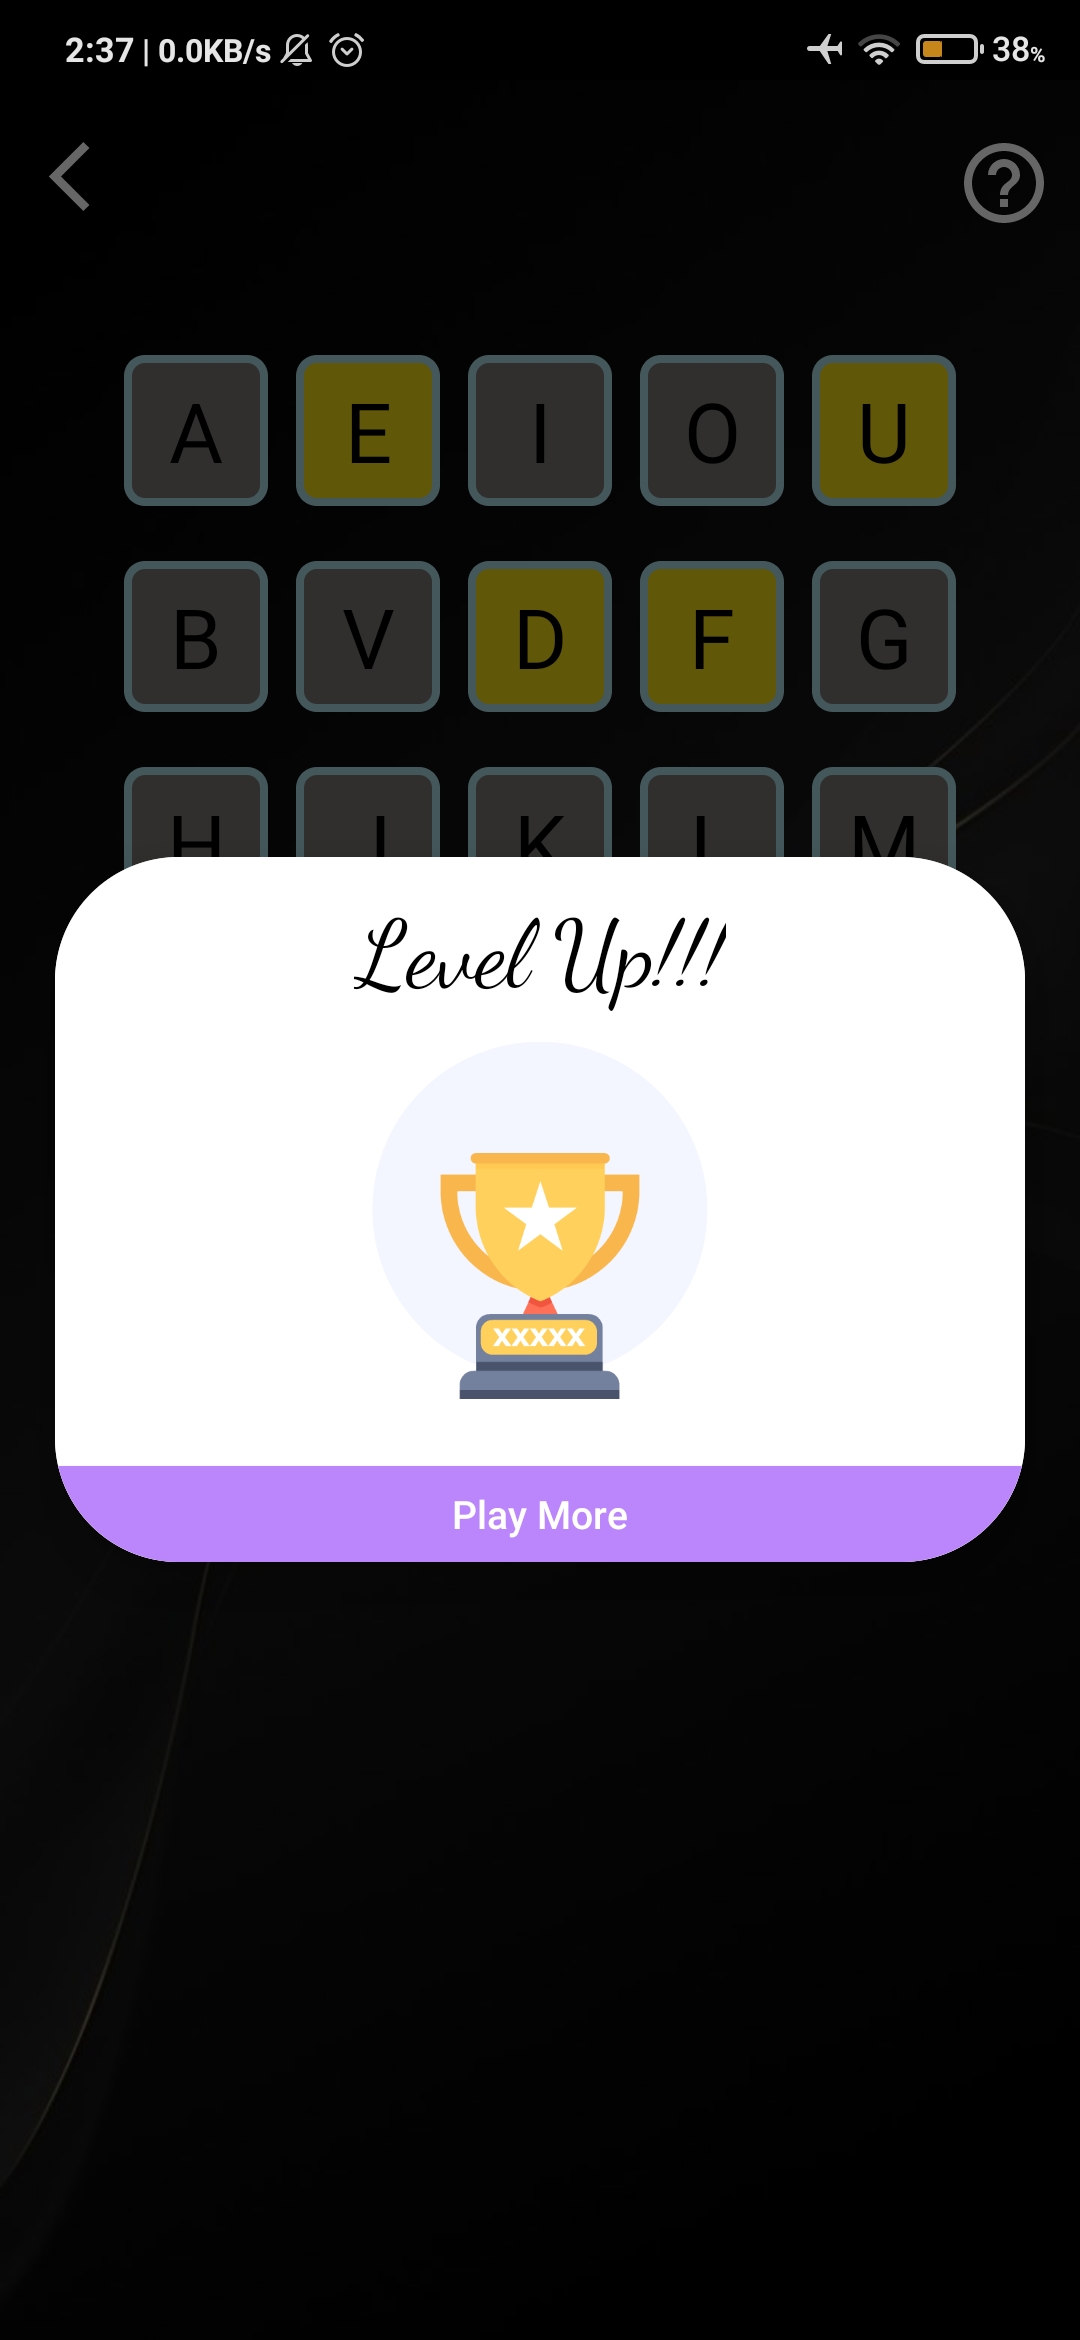 2:37 | 0.0KB/s 38%
A E I O U
B V D F G
H J K L M
Level Up!!!
xxxxx
Play More